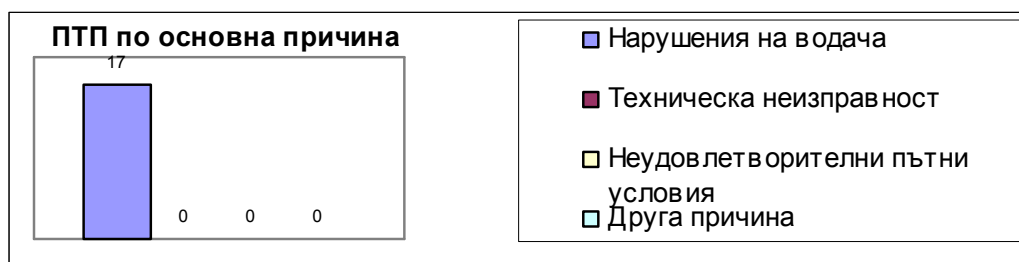 ПТП по основна причина
17
0 0 0
Нарушения на водача
Техническа неизправност
Неудовлетворителни пътни
условия
Друга причина